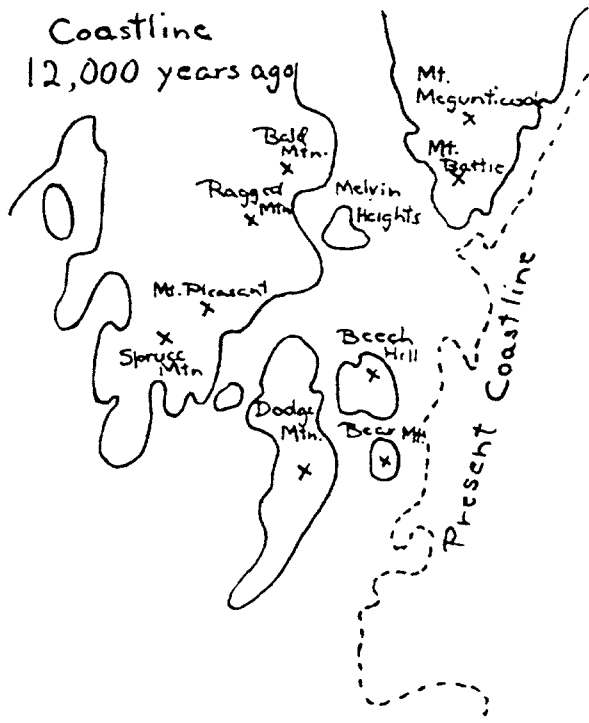 Coastline
12,000 years ago
Mt.
Megunticook
Bald
Mtn.
Mt.
Battie
Ragged
Mtn
Melvin
Heights
Mt. Pleasant
Spruce
Mtn
Beech
Hill
Dodge
Mtn.
Bear Mt.
Present Coastline